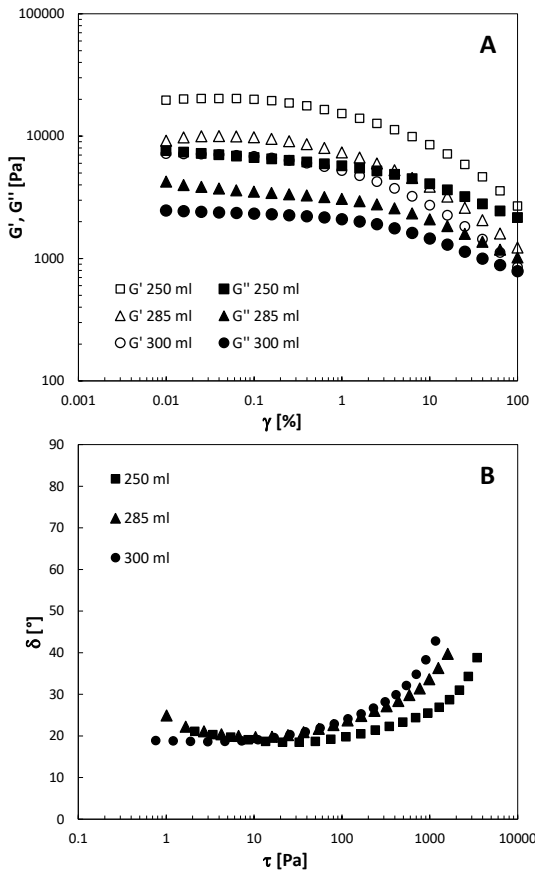 100000
A
10000
G', G'' [Pa]
1000
G' 250 ml G'' 250 ml
G' 285 ml G'' 285 ml
G' 300 ml G'' 300 ml
100
0.001 0.01 0.1 1 10 100
γ [%]
90
B
80
250 ml
70
285 ml
60
300 ml
50
δ [°]
40
30
20
10
0
0.1 1 10 100 1000 10000
τ [Pa]